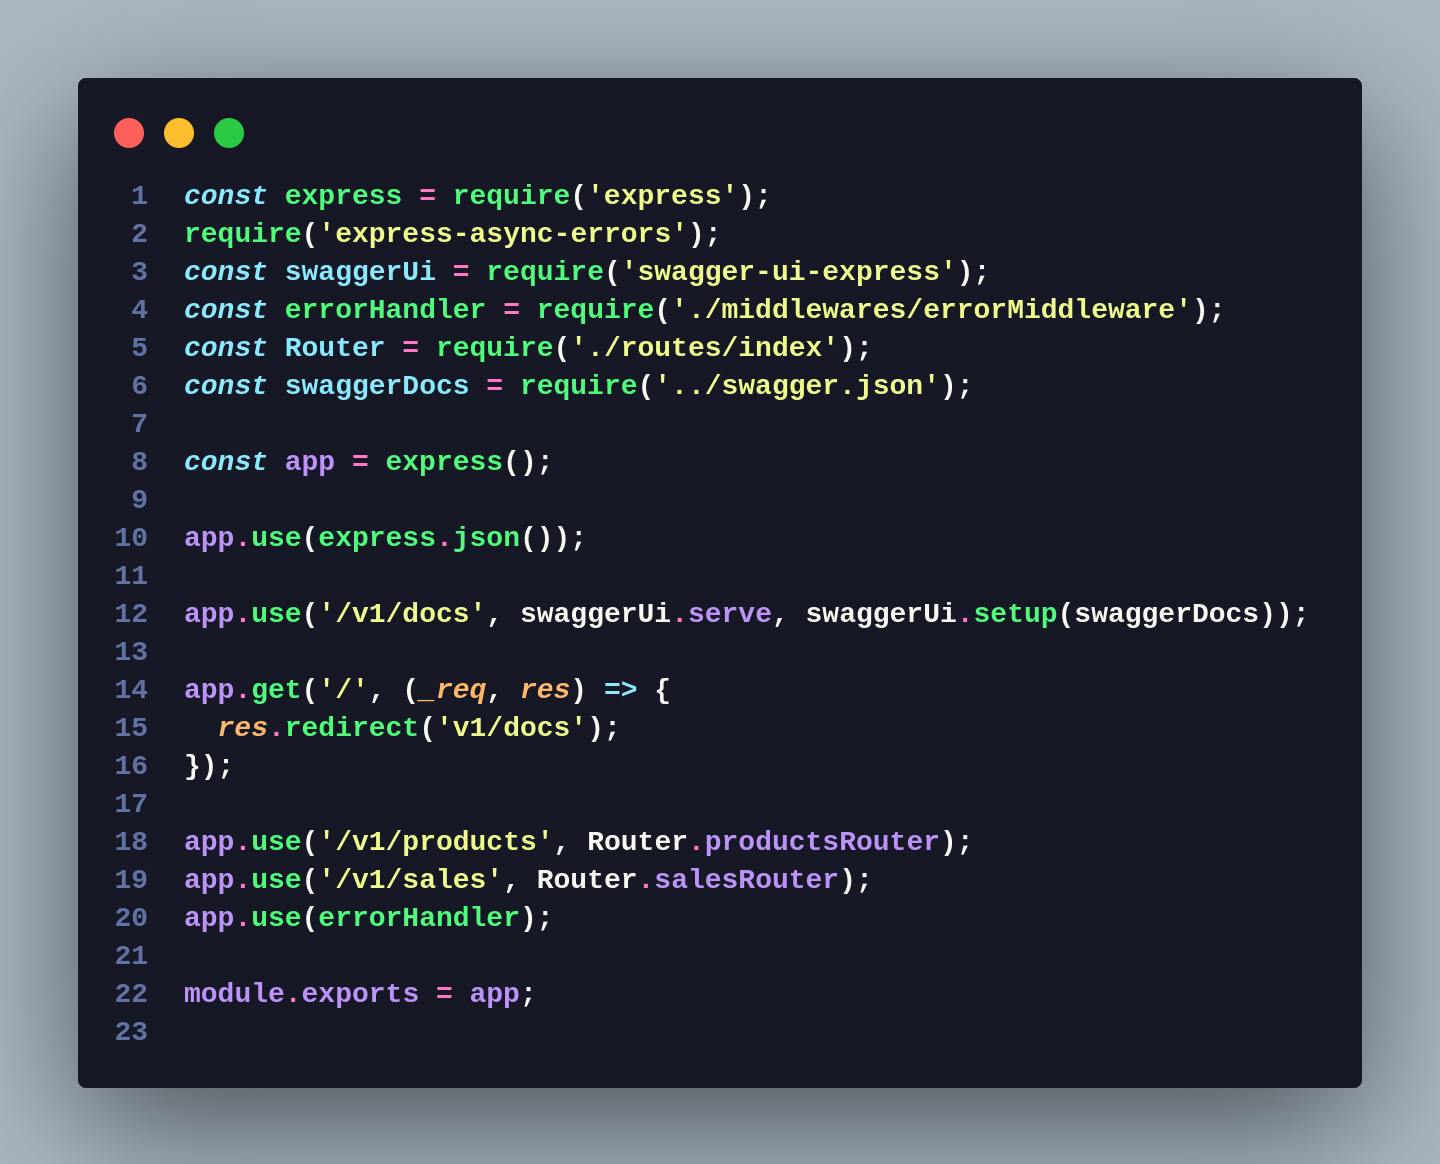 1 const express = require('express');
2 require('express-async-errors');
3 const swaggerUi = require('swagger-ui-express');
4 const errorHandler = require('./middlewares/errorMiddleware');
5 const Router = require('./routes/index');
6 const swaggerDocs = require('../swagger.json');
7
8 const app = express();
9
10 app.use(express.json());
11
12 app.use('/v1/docs', swaggerUi.serve, swaggerUi.setup(swaggerDocs));
13
14 app.get('/', (_req, res) => {
15   res.redirect('v1/docs');
16 });
17
18 app.use('/v1/products', Router.productsRouter);
19 app.use('/v1/sales', Router.salesRouter);
20 app.use(errorHandler);
21
22 module.exports = app;
23